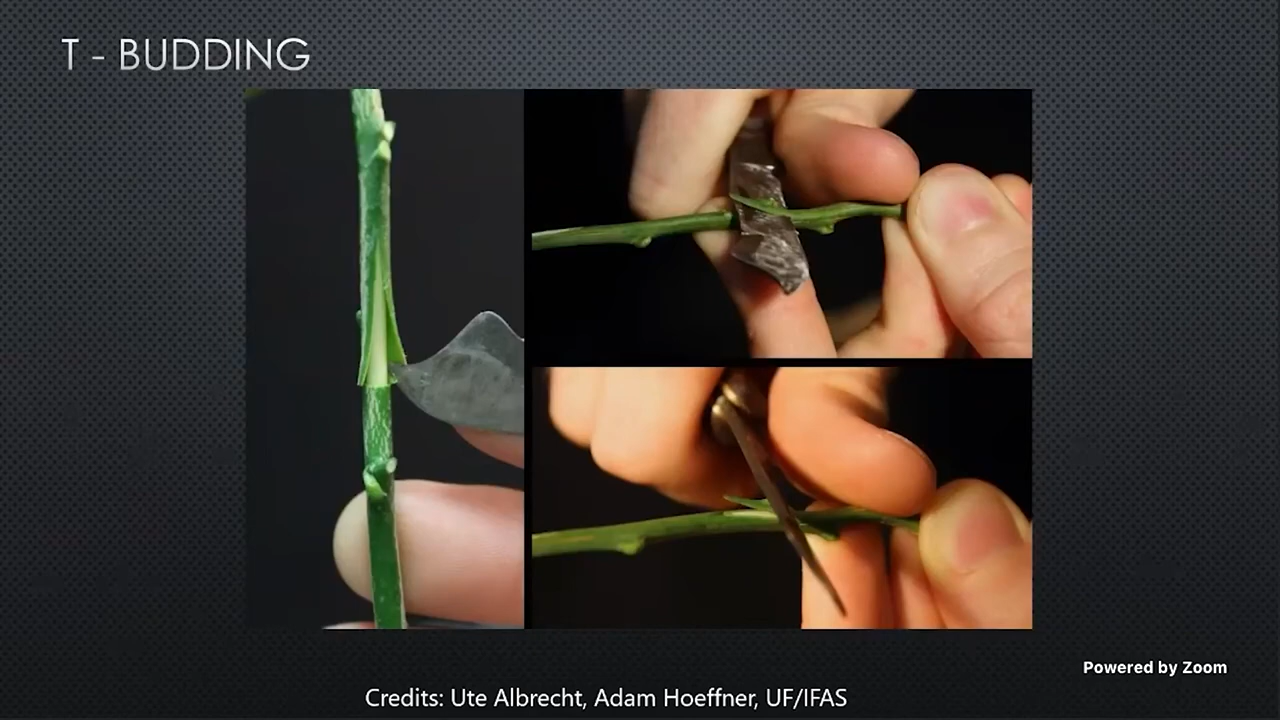 T - BUDDING
Powered by Zoom
Credits: Ute Albrecht, Adam Hoeffner, UF/IFAS